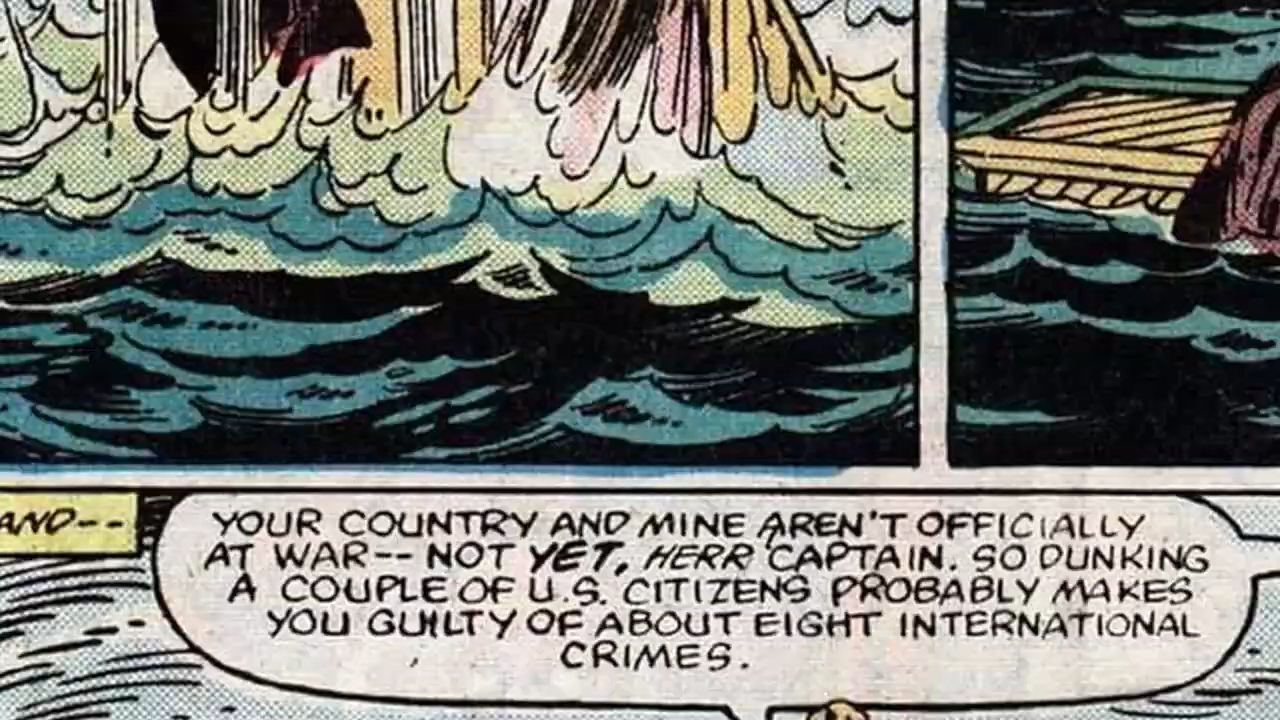 AND--
YOUR COUNTRY AND MINE AREN'T OFFICIALLY
AT WAR-- NOT YET, HERR CAPTAIN. SO DUNKING
A COUPLE OF U.S. CITIZENS PROBABLY MAKES
YOU GUILTY OF ABOUT EIGHT INTERNATIONAL
CRIMES.